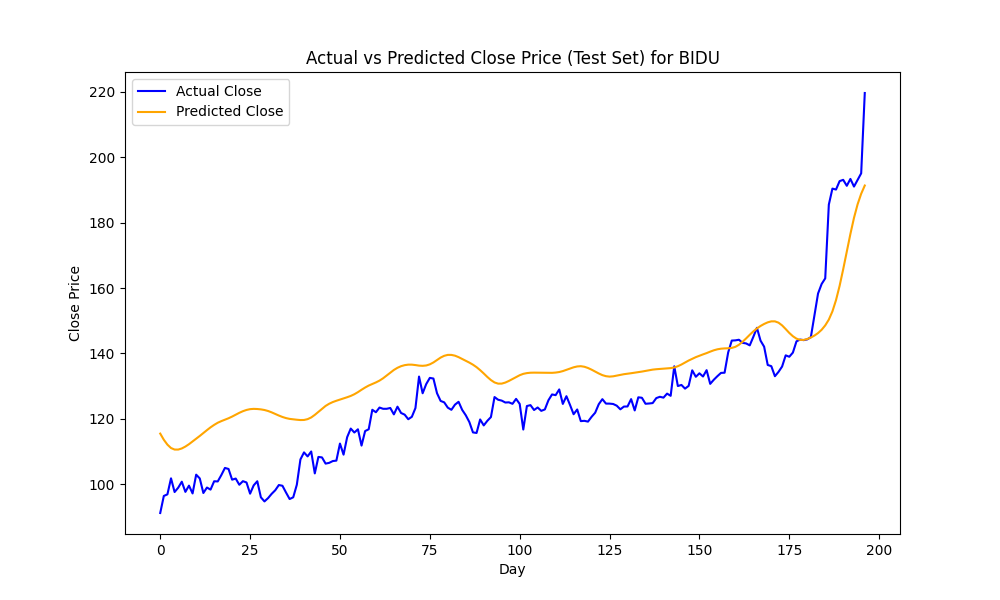 Actual vs Predicted Close Price (Test Set) for BIDU
Actual Close
Predicted Close
Close Price
220
200
180
160
140
120
100
0 25 50 75 100 125 150 175 200
Day